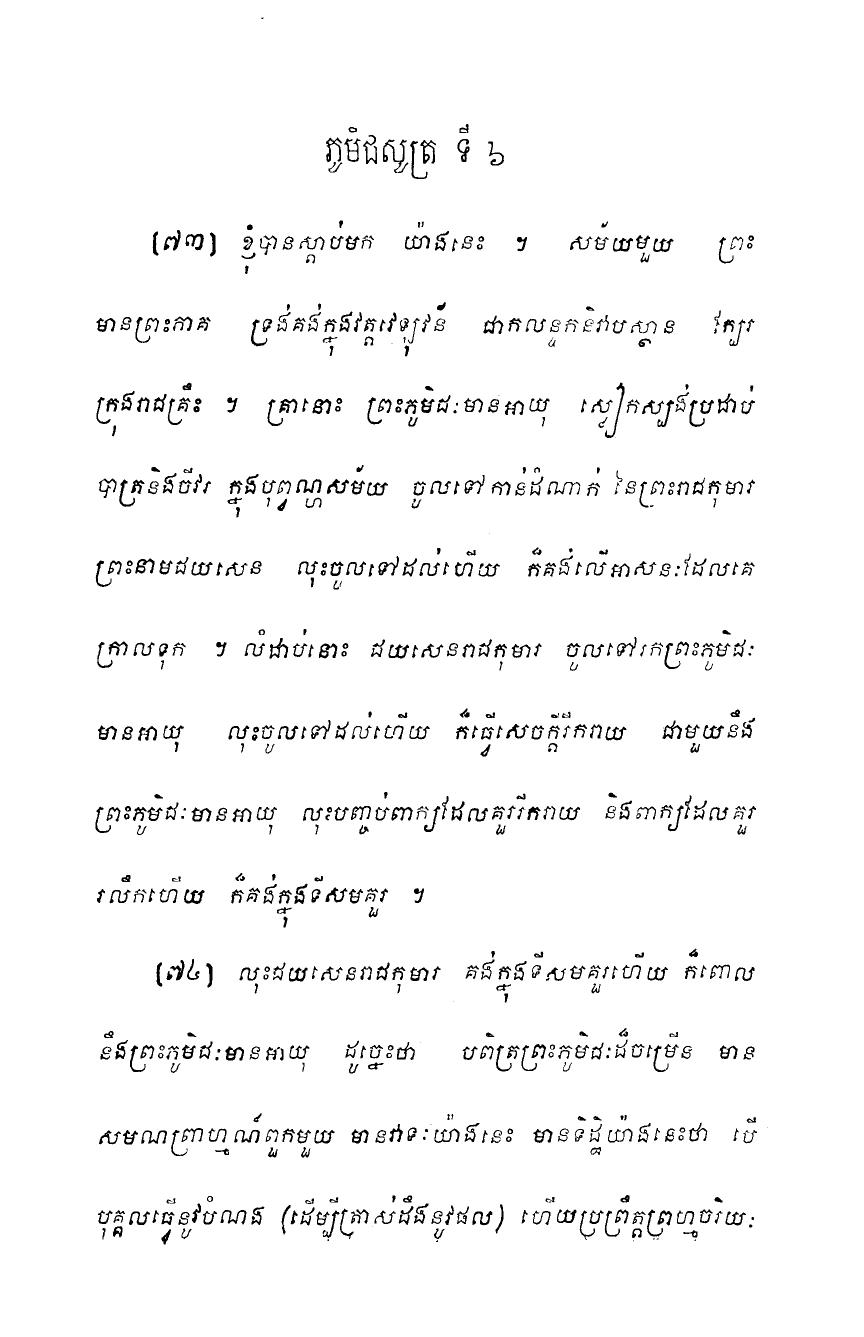 ភូមិជសូត្រ ទី ៦
(៧៣) ខ្ញុំបានស្តាប់មក យ៉ាងនេះ ។ សម័យមួយ ព្រះ
មានព្រះភាគ ទ្រង់គង់ក្នុងវត្តវេឡុវ័ន ជាកលន្ទកនិវាបស្ថាន ក្បែរ
ក្រុងរាជគ្រឹះ ។ គ្រានោះ ព្រះភូមិជៈមានអាយុ ស្លៀកស្បង់ប្រដាប់
បាត្រនិងចីវរ ក្នុងបុព្វណ្ហសម័យ ចូលទៅកាន់ដំណាក់ នៃព្រះរាជកុមារ
ព្រះនាមជយសេន លុះចូលទៅដល់ហើយ ក៏គង់លើអាសនៈដែលគេ
ក្រាលទុក ។ លំដាប់នោះ ជយសេនរាជកុមារ ចូលទៅរកព្រះភូមិជៈ
មានអាយុ លុះចូលទៅដល់ហើយ ក៏ធ្វើសេចក្តីរីករាយ ជាមួយនឹង
ព្រះភូមិជៈមានអាយុ លុះបញ្ចប់ពាក្យដែលគួររីករាយ និងពាក្យដែលគួរ
រលឹកហើយ ក៏គង់ក្នុងទីសមគួរ ។
(៧៤) លុះជយសេនរាជកុមារ គង់ក្នុងទីសមគួរហើយ ក៏ពោល
នឹងព្រះភូមិជៈមានអាយុ ដូច្នេះថា បពិត្រព្រះភូមិជៈដ៏ចម្រើន មាន
សមណព្រាហ្មណ៍ពួកមួយ មានវាទៈយ៉ាងនេះ មានទិដ្ឋិយ៉ាងនេះថា បើ
បុគ្គលធ្វើនូវបំណង (ដើម្បីត្រាស់ដឹងនូវផល) ហើយប្រព្រឹត្តព្រហ្មចរិយៈ